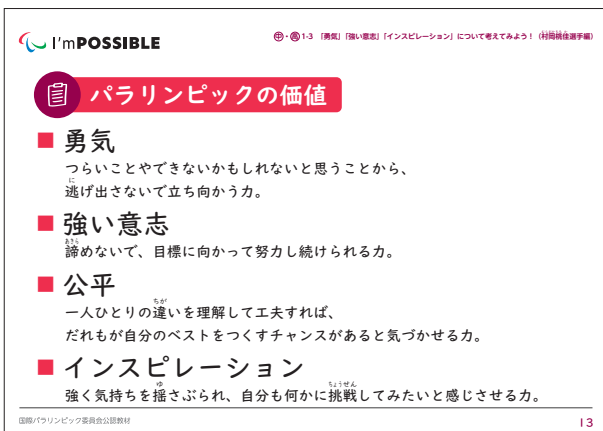 I'mPOSSIBLE
中・高 1-3 「勇気」「強い意志」「インスピレーション」について考えてみよう！（村岡桃佳選手編）
パラリンピックの価値
■ 勇気
つらいことやできないかもしれないと思うことから、
逃げ出さないで立ち向かう力。
■ 強い意志
諦めないで、目標に向かって努力し続けられる力。
■ 公平
一人ひとりの違いを理解して工夫すれば、
だれもが自分のベストをつくすチャンスがあると気づかせる力。
■ インスピレーション
強く気持ちを揺さぶられ、自分も何かに挑戦してみたいと感じさせる力。
国際パラリンピック委員会公認教材
13